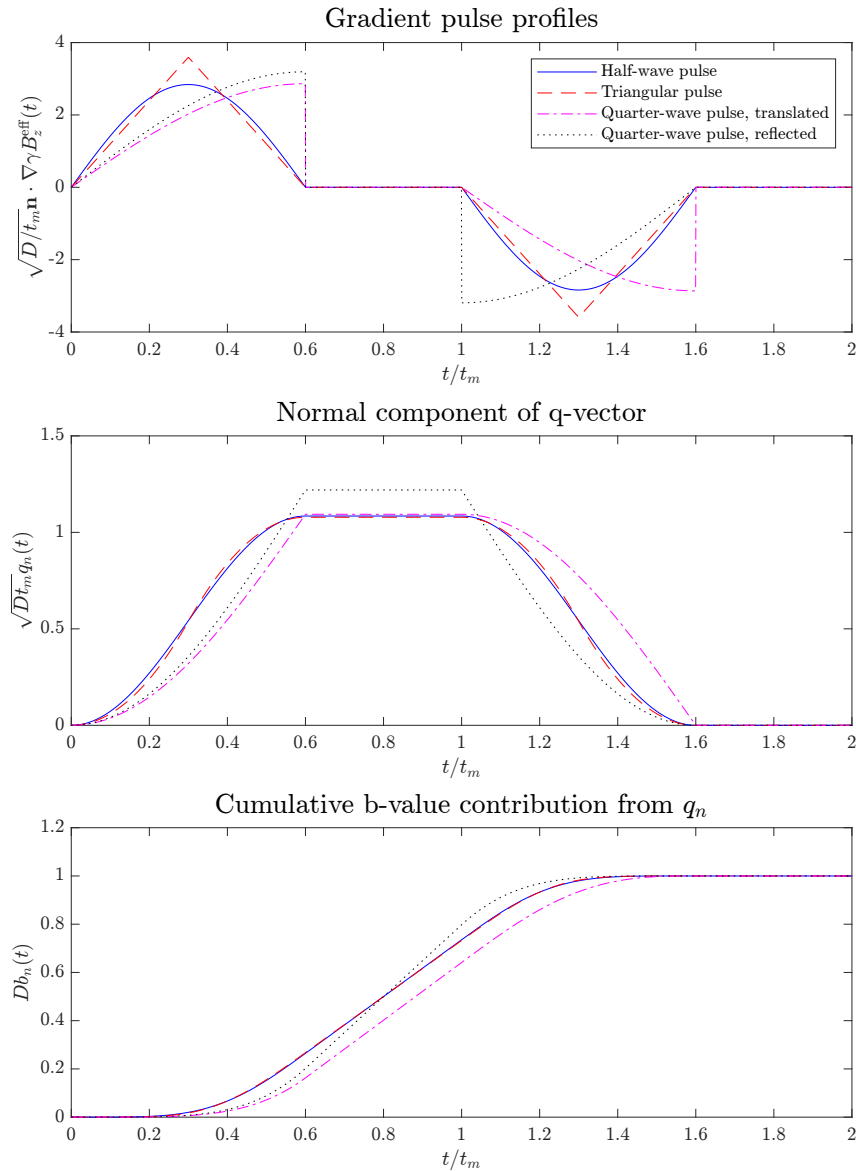 Gradient pulse profiles
4
2
0
-2
-4
√D/t_m n · ∇γB_z^eff(t)
Half-wave pulse
Triangular pulse
Quarter-wave pulse, translated
Quarter-wave pulse, reflected
0 0.2 0.4 0.6 0.8 1 1.2 1.4 1.6 1.8 2
t/t_m
Normal component of q-vector
1.5
1
0.5
0
√Dt_m q_n(t)
0 0.2 0.4 0.6 0.8 1 1.2 1.4 1.6 1.8 2
t/t_m
Cumulative b-value contribution from q_n
1.2
1
0.8
0.6
0.4
0.2
0
Db_n(t)
0 0.2 0.4 0.6 0.8 1 1.2 1.4 1.6 1.8 2
t/t_m